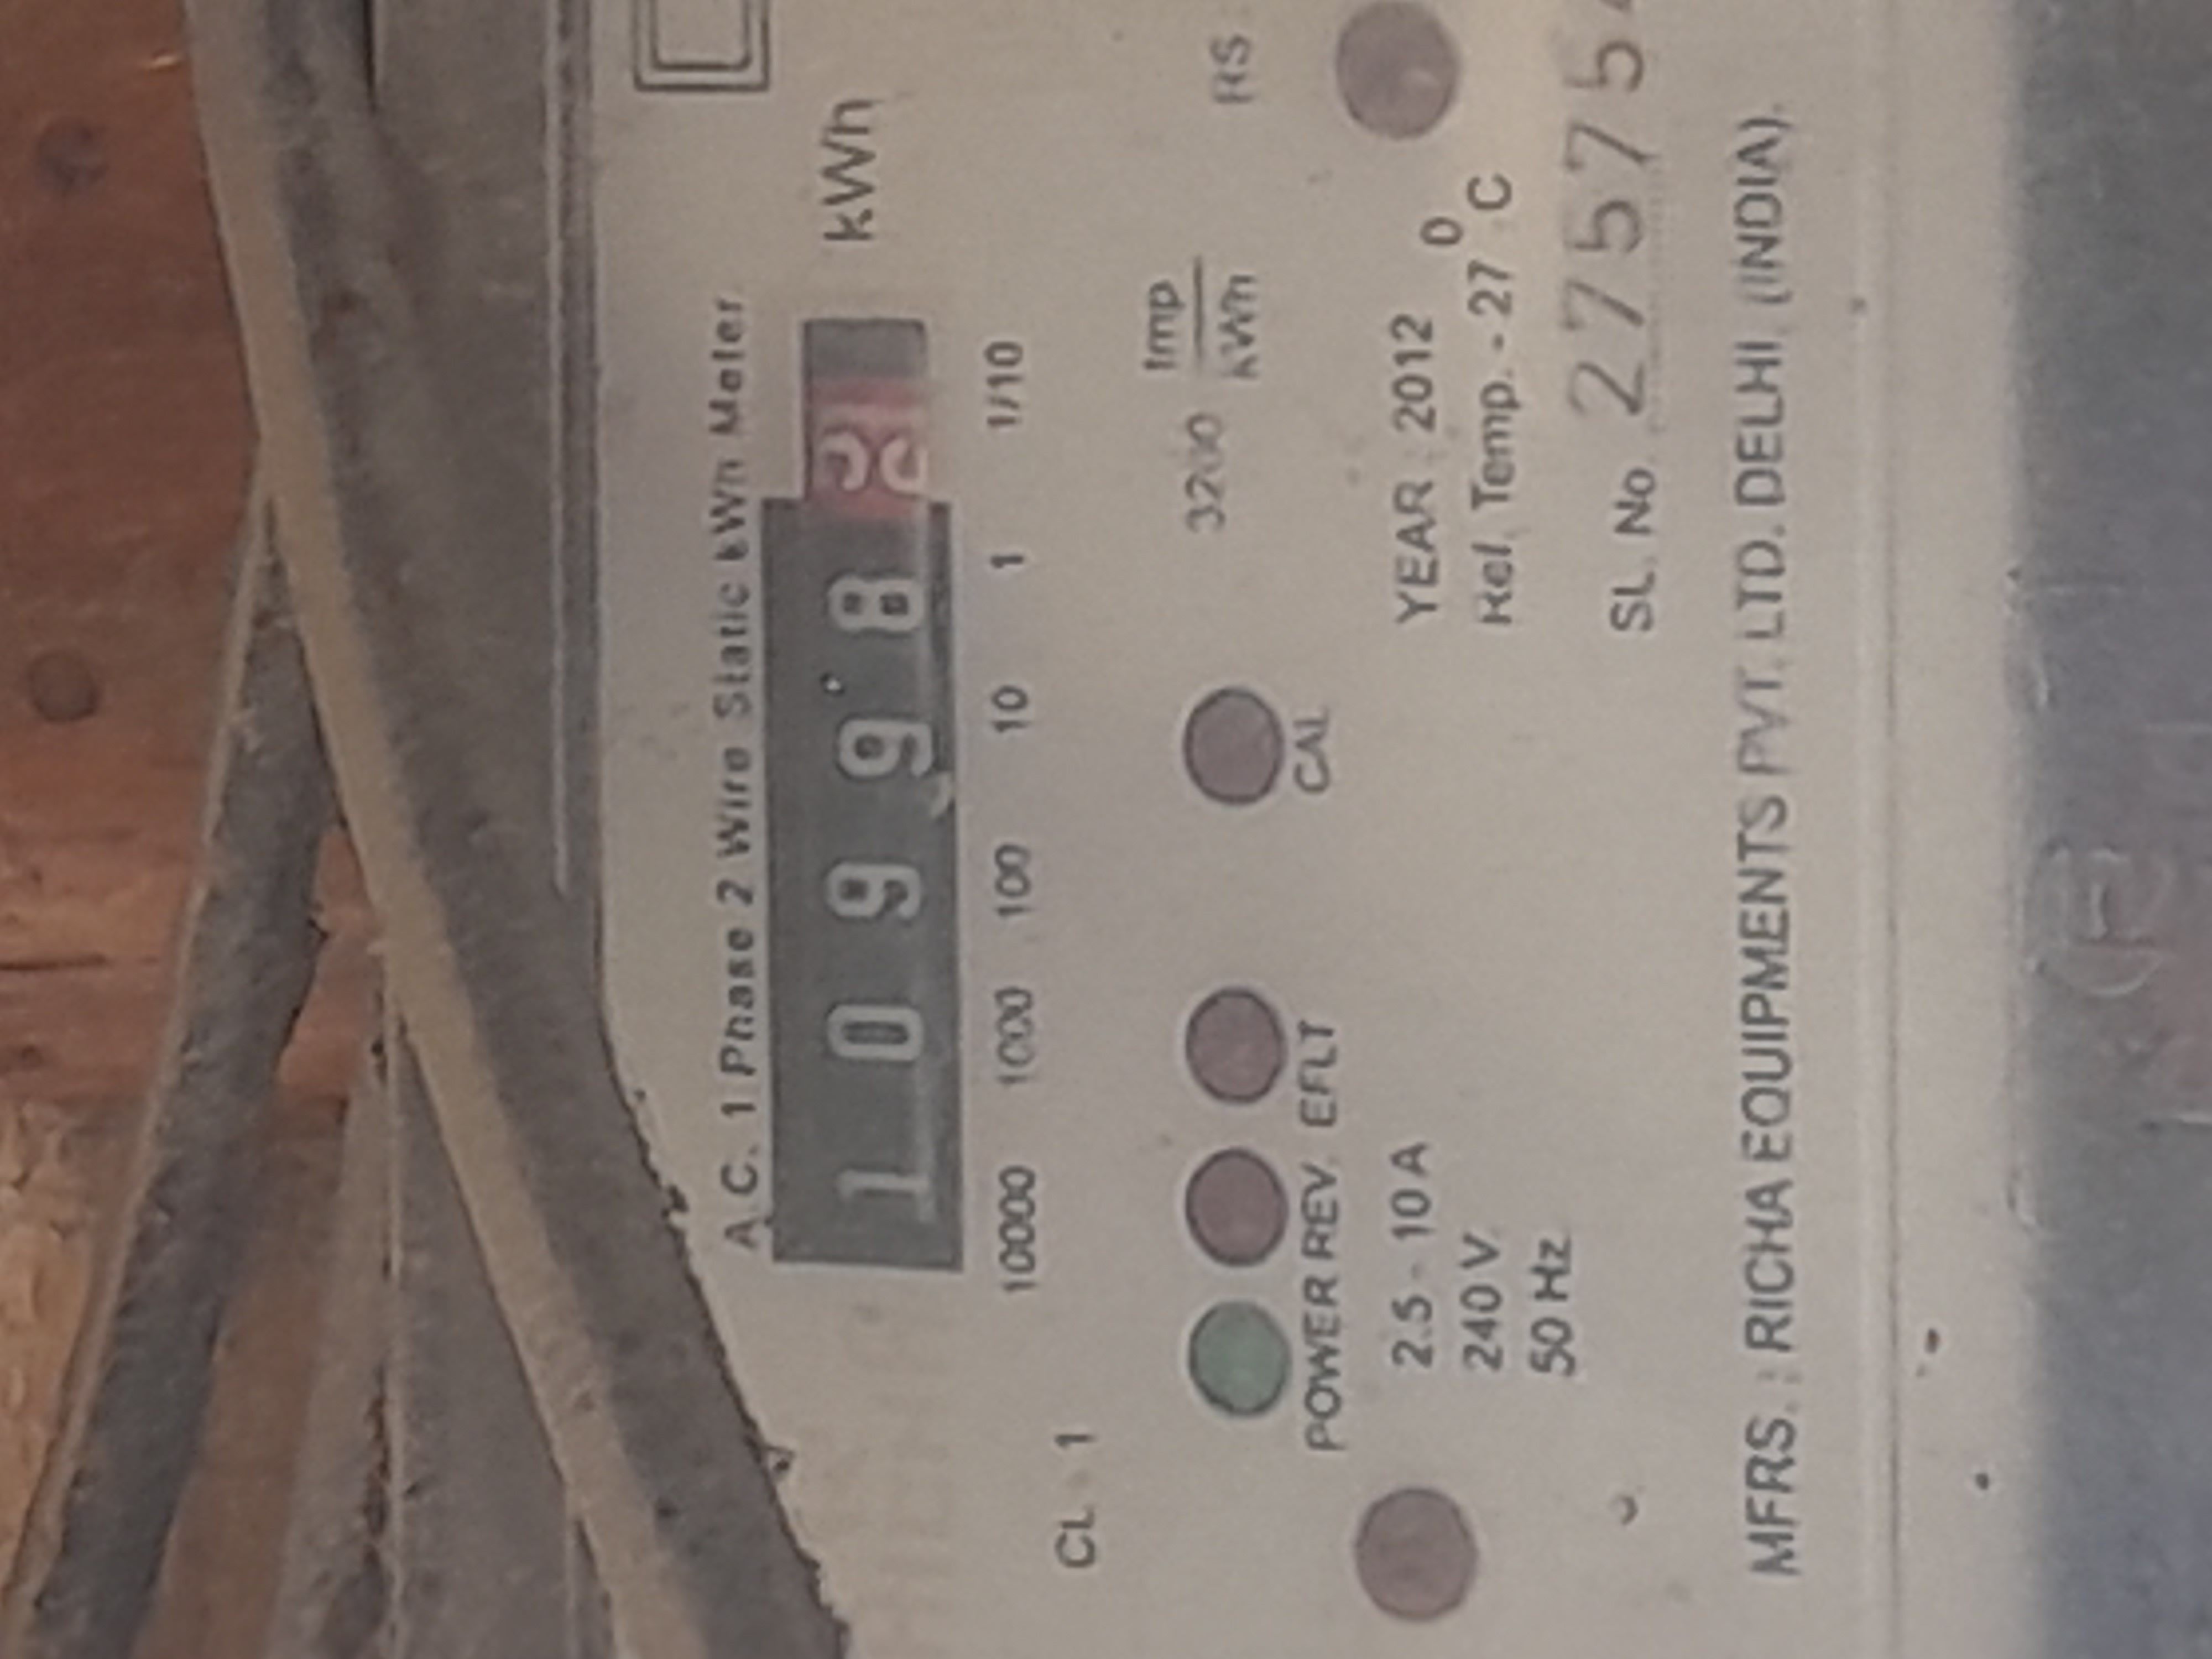 A.C. 1 Phase 2 Wire Static kWh Meter
1 0 9 9 8 kWh
10000 1000 100 10 1 1/10
CL 1
3200 Imp/kWh
RS
POWER REV. EFLT CAL
2.5 - 10 A
240 V
50 Hz
YEAR : 2012
Ref. Temp. - 27 °C
SL. No. 27575
MFRS. : RICHA EQUIPMENTS PVT. LTD. DELHI (INDIA).